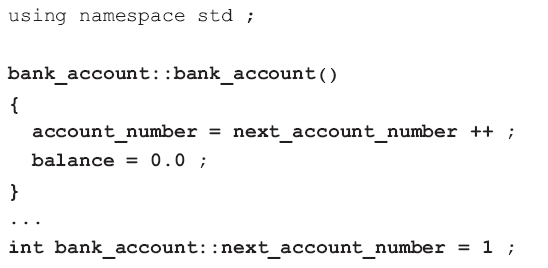 using namespace std ;
bank_account::bank_account()
{
account_number = next_account_number ++ ;
balance = 0.0 ;
}
...
int bank_account::next_account_number = 1 ;